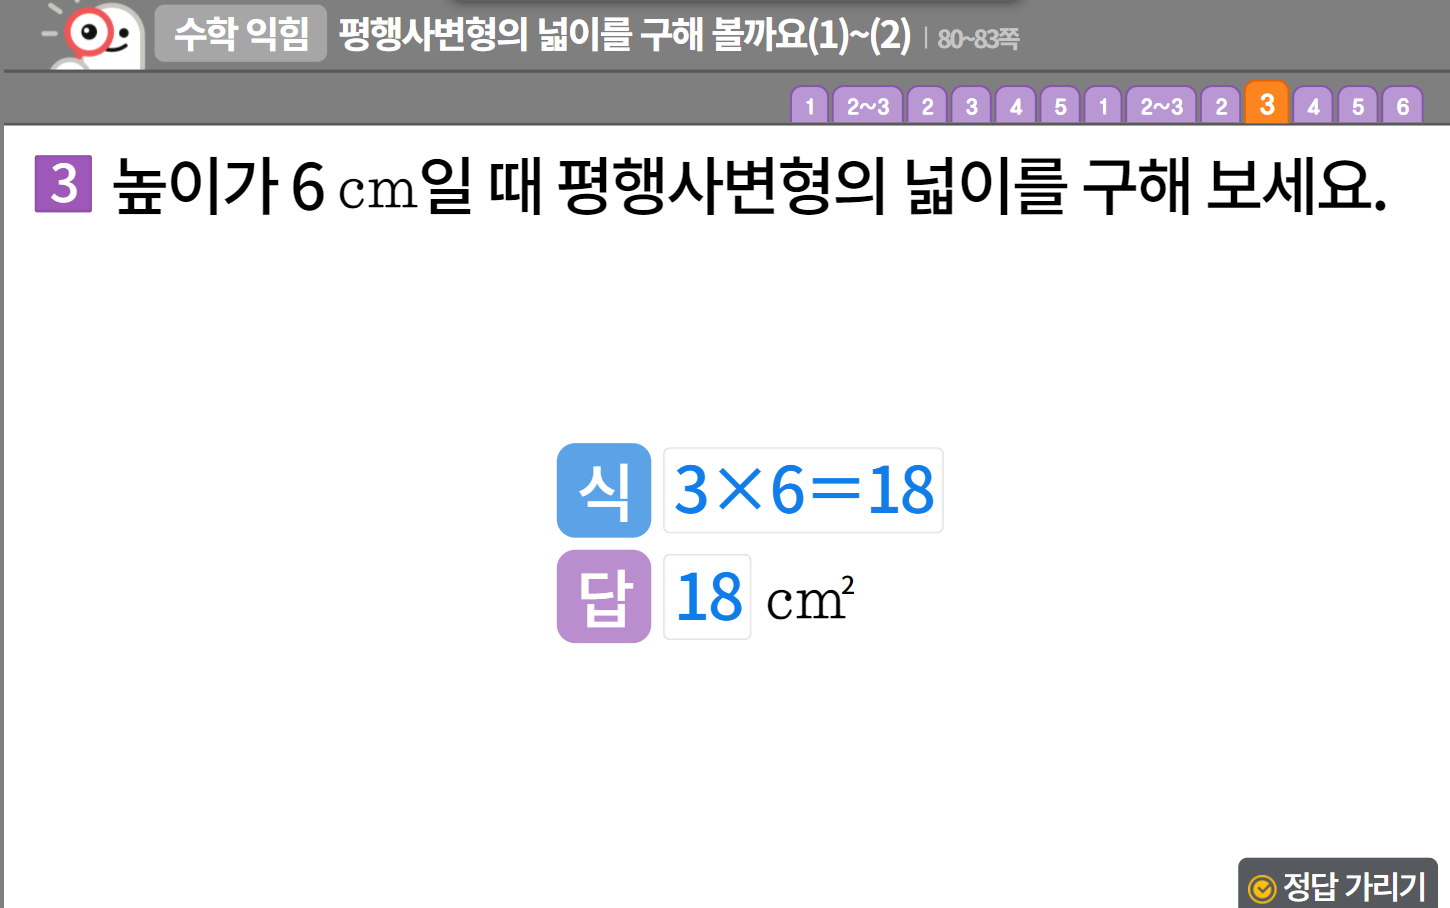 수학 익힘 평행사변형의 넓이를 구해 볼까요(1)~(2) | 80~83쪽
1 2~3 2 3 4 5 1 2~3 2 3 4 5 6
3 높이가 6 cm일 때 평행사변형의 넓이를 구해 보세요.
식 3×6=18
답 18 cm²
정답 가리기